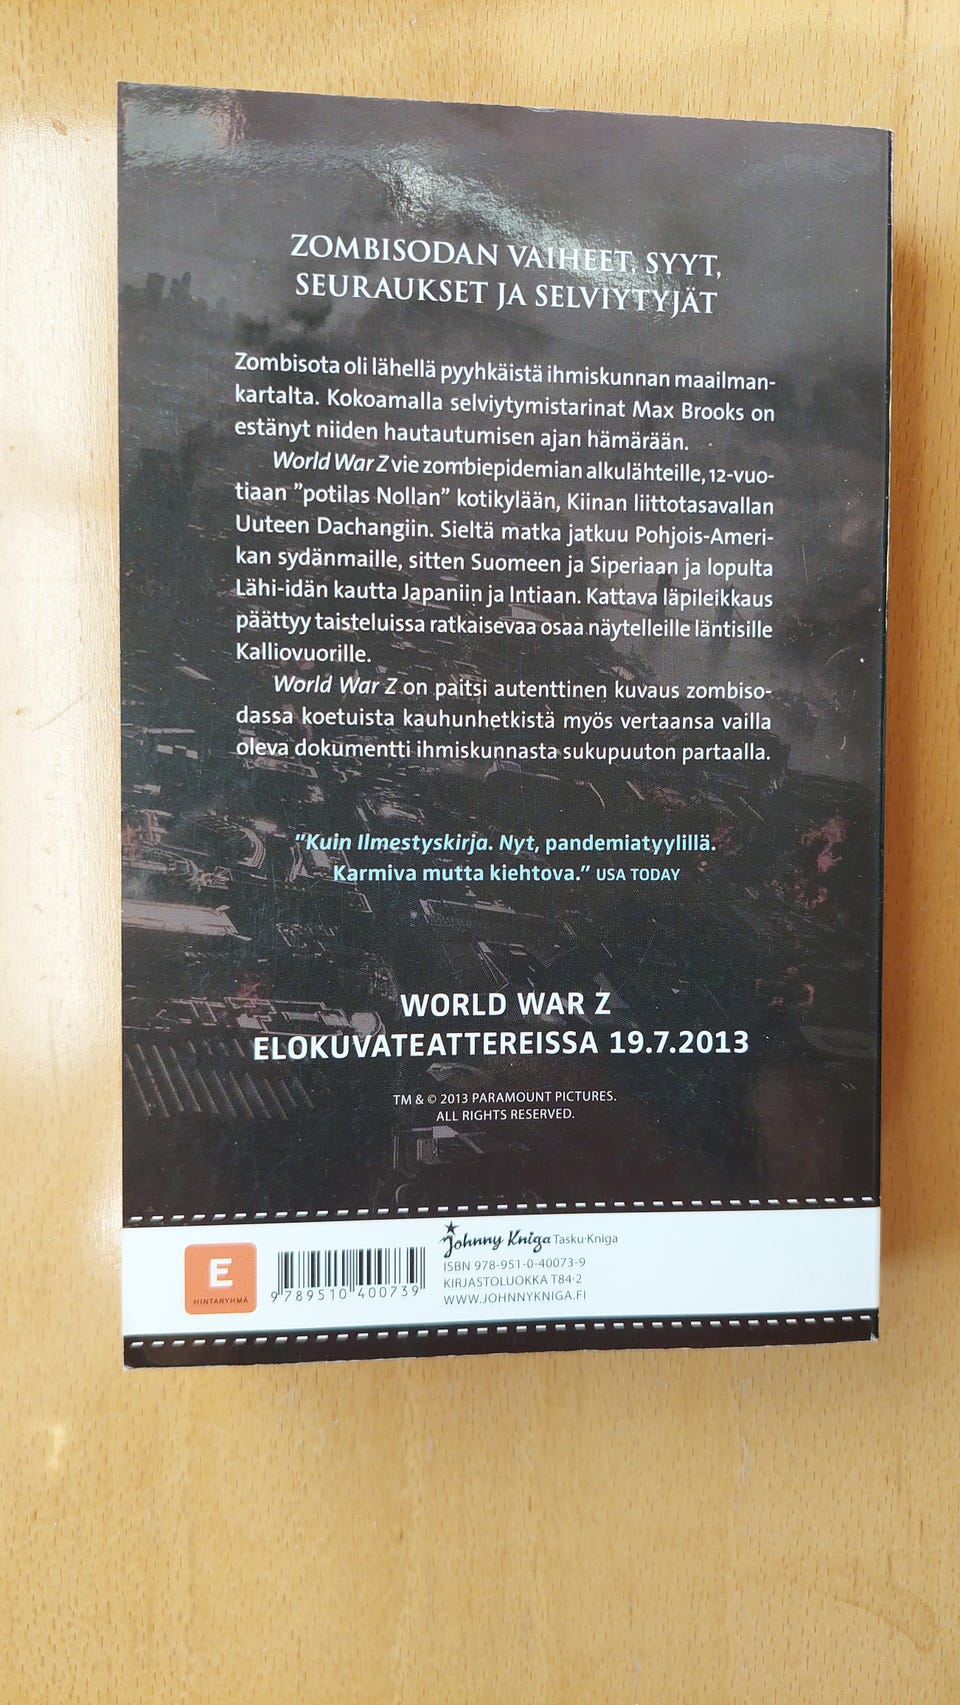 ZOMBISODAN VAIHEET, SYYT,
SEURAUKSET JA SELVIYTYJÄT
Zombisota oli lähellä pyyhkäistä ihmiskunnan maailman-
kartalta. Kokoamalla selviytymistarinat Max Brooks on
estänyt niiden hautautumisen ajan hämärään.
World War Z vie zombiepidemian alkulähteille, 12-vuo-
tiaan ”potilas Nollan” kotikylään, Kiinan liittotasavallan
Uuteen Dachangiin. Sieltä matka jatkuu Pohjois-Ameri-
kan sydänmaille, sitten Suomeen ja Siperiaan ja lopulta
Lähi-idän kautta Japaniin ja Intiaan. Kattava läpileikkaus
päättyy taisteluissa ratkaisevaa osaa näytelleille läntisille
Kalliovuorille.
World War Z on paitsi autenttinen kuvaus zombiso-
dassa koetuista kauhunhetkistä myös vertaansa vailla
oleva dokumentti ihmiskunnasta sukupuuton partaalla.
”Kuin Ilmestyskirja. Nyt, pandemiatyylillä.
Karmiva mutta kiehtova.” USA TODAY
WORLD WAR Z
ELOKUVATEATTEREISSA 19.7.2013
TM & © 2013 PARAMOUNT PICTURES.
ALL RIGHTS RESERVED.
E
HINTARYHMÄ
9 789510 400739
Johnny Kniga Tasku·Kniga
ISBN 978-951-0-40073-9
KIRJASTOLUOKKA T84·2
WWW.JOHNNYKNIGA.FI